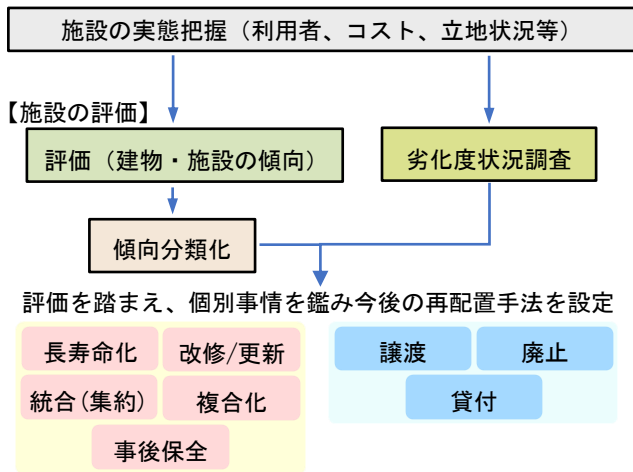 施設の実態把握（利用者、コスト、立地状況等）
【施設の評価】
評価（建物・施設の傾向）
劣化度状況調査
傾向分類化
評価を踏まえ、個別事情を鑑み今後の再配置手法を設定
長寿命化
改修/更新
統合(集約)
複合化
事後保全
譲渡
廃止
貸付